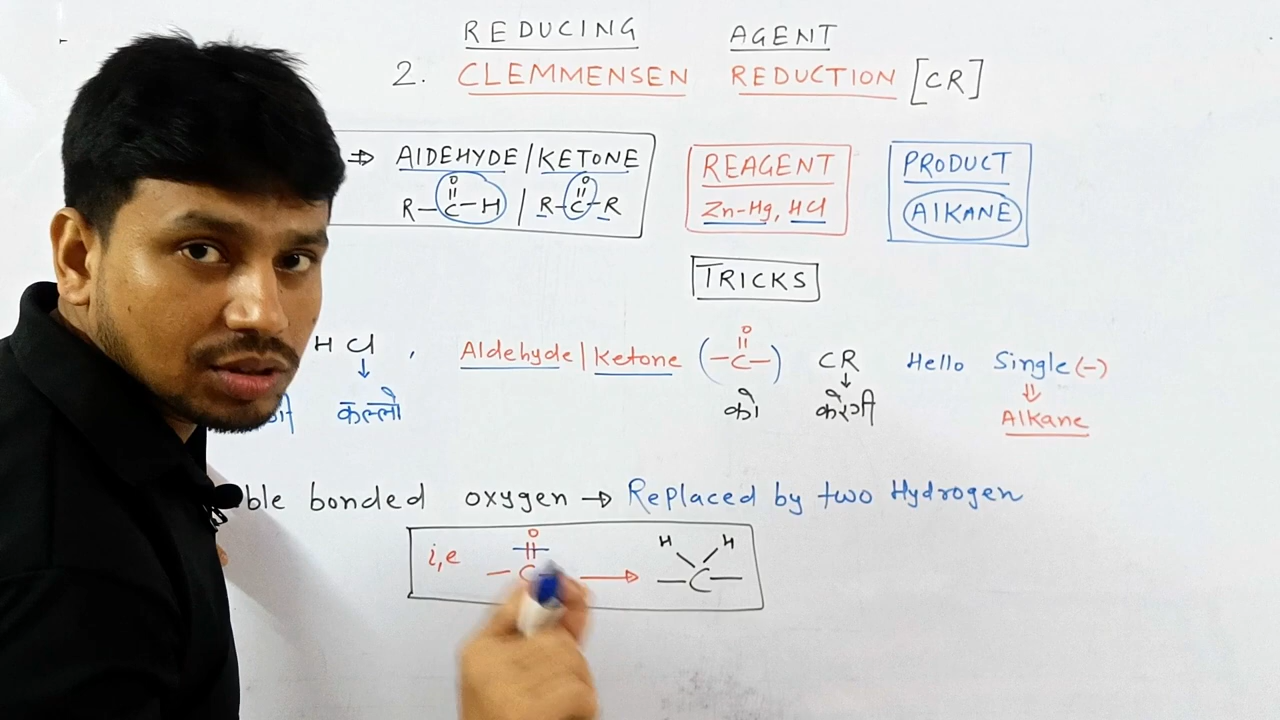 REDUCING AGENT
2. CLEMMENSEN REDUCTION [CR]
⇒ AlDEHYDE/KETONE
REAGENT
PRODUCT
O
O
R-C-H / R-C-R
Zn-Hg, HCl
AlKANE
TRICKS
O
HCl , Aldehyde/Ketone (-C-) CR Hello Single(-)
↓ ↓ ⇓
कल्लो को करेगी Alkane
ble bonded oxygen → Replaced by two Hydrogen
O H H
i,e -C- → -C-